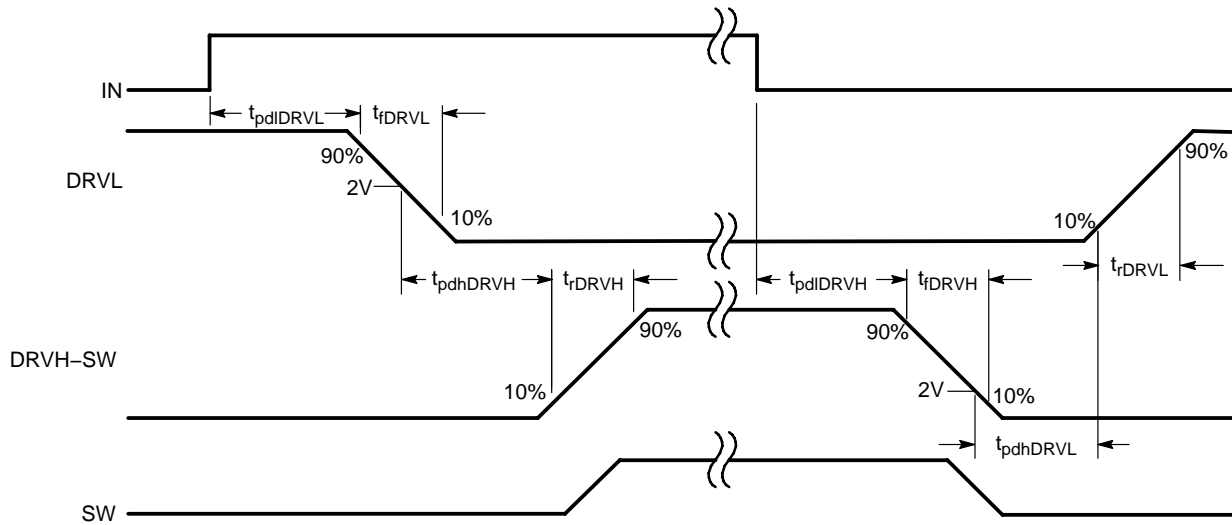 IN
tpdlDRVL
tfDRVL
90%
90%
DRVL
2V
10%
10%
tpdhDRVH
trDRVH
tpdlDRVH
tfDRVH
trDRVL
90%
90%
DRVH–SW
10%
2V
10%
tpdhDRVL
SW